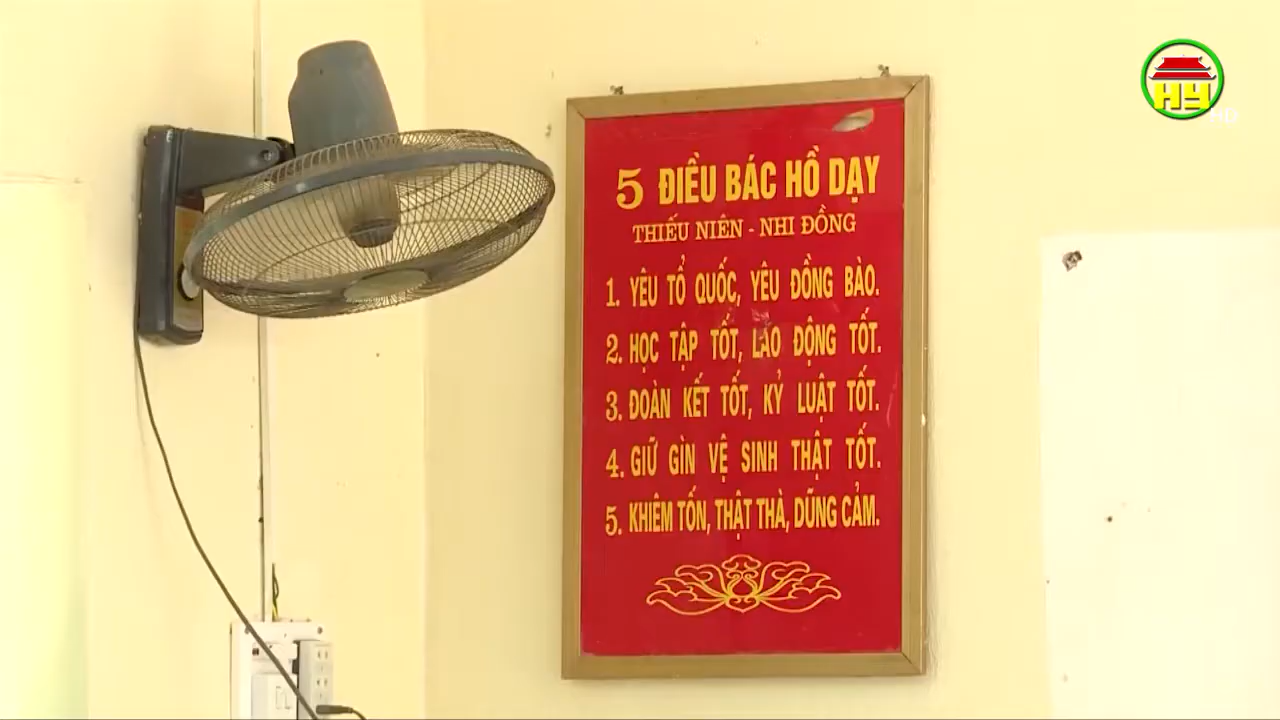 HY
HD
5 ĐIỀU BÁC HỒ DẠY
THIẾU NIÊN - NHI ĐỒNG
1. YÊU TỔ QUỐC, YÊU ĐỒNG BÀO.
2. HỌC TẬP TỐT, LAO ĐỘNG TỐT.
3. ĐOÀN KẾT TỐT, KỶ LUẬT TỐT.
4. GIỮ GÌN VỆ SINH THẬT TỐT.
5. KHIÊM TỐN, THẬT THÀ, DŨNG CẢM.